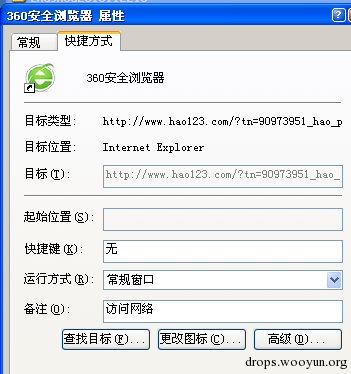 360安全浏览器 属性
常规 快捷方式
360安全浏览器
目标类型: http://www.hao123.com/?tn=90973951_hao_p
目标位置: Internet Explorer
目标(T): http://www.hao123.com/?tn=90973951_hao_
起始位置(S):
快捷键(K): 无
运行方式(R): 常规窗口
备注(O): 访问网络
查找目标(F)... 更改图标(C)... 高级(D)...
drops.wooyun.org